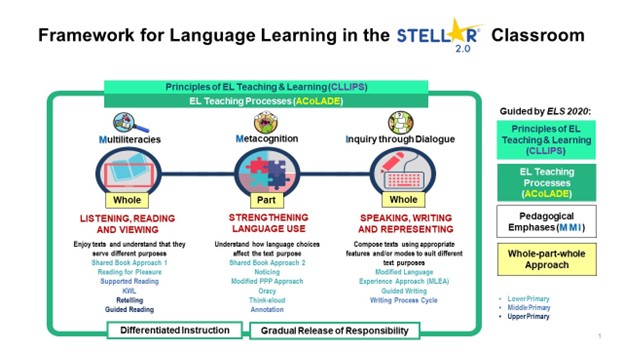 Framework for Language Learning in the STELLAR 2.0 Classroom
Principles of EL Teaching & Learning (CLLIPS)
EL Teaching Processes (ACoLADE)
Multiliteracies
Whole
LISTENING, READING
AND VIEWING
Enjoy texts and understand that they
serve different purposes
Shared Book Approach 1
Reading for Pleasure
Supported Reading
KWL
Retelling
Guided Reading
Metacognition
Part
STRENGTHENING
LANGUAGE USE
Understand how language choices
affect the text purpose
Shared Book Approach 2
Noticing
Modified PPP Approach
Oracy
Think-aloud
Annotation
Inquiry through Dialogue
Whole
SPEAKING, WRITING
AND REPRESENTING
Compose texts using appropriate
features and/or modes to suit different
text purposes
Modified Language
Experience Approach (MLEA)
Guided Writing
Writing Process Cycle
Differentiated Instruction
Gradual Release of Responsibility
Guided by ELS 2020:
Principles of EL
Teaching & Learning
(CLLIPS)
EL Teaching
Processes
(ACoLADE)
Pedagogical
Emphases (MMI)
Whole-part-whole
Approach
• Lower Primary
• Middle Primary
• Upper Primary
1